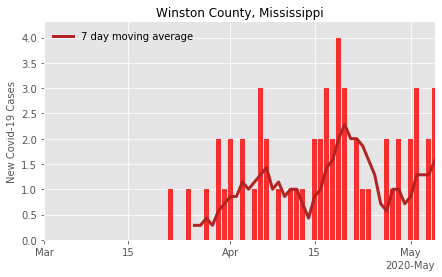 Winston County, Mississippi
7 day moving average
New Covid-19 Cases
4.0
3.5
3.0
2.5
2.0
1.5
1.0
0.5
0.0
Mar
15
Apr
15
May
2020-May